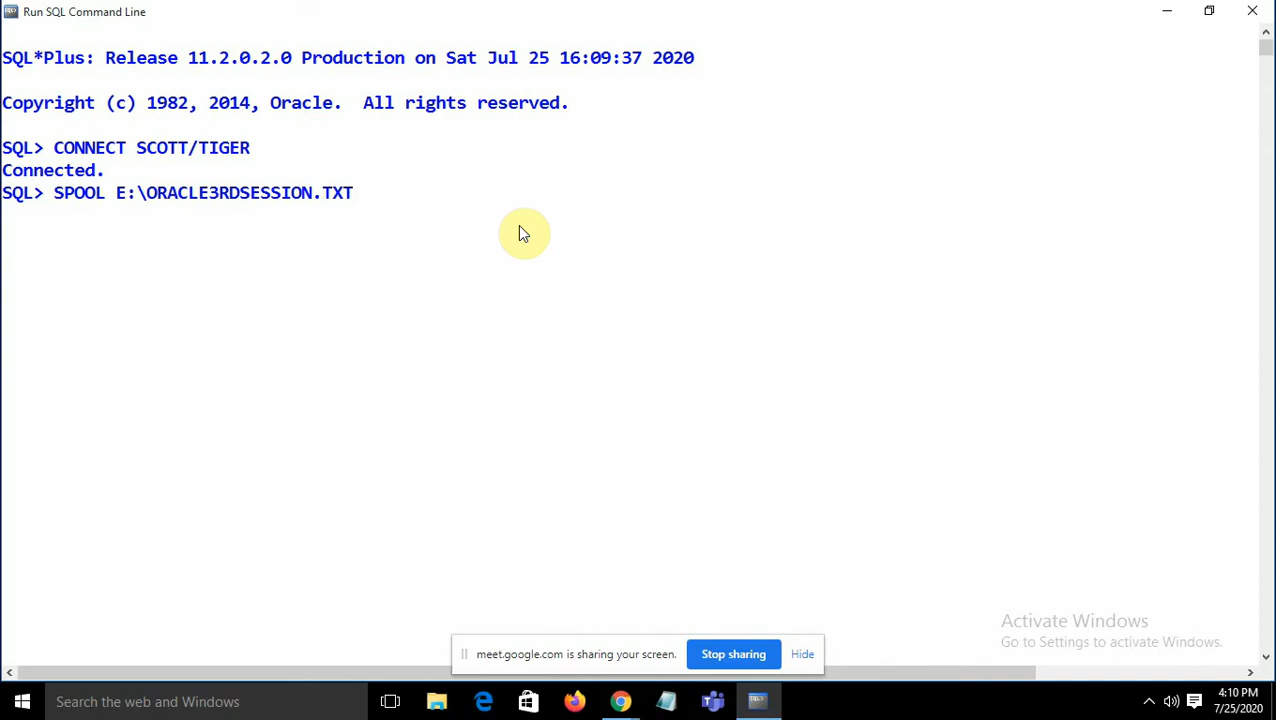 Run SQL Command Line
SQL*Plus: Release 11.2.0.2.0 Production on Sat Jul 25 16:09:37 2020
Copyright (c) 1982, 2014, Oracle.  All rights reserved.
SQL> CONNECT SCOTT/TIGER
Connected.
SQL> SPOOL E:\ORACLE3RDSESSION.TXT
Activate Windows
Go to Settings to activate Windows.
meet.google.com is sharing your screen.
Stop sharing
Hide
Search the web and Windows
4:10 PM
7/25/2020